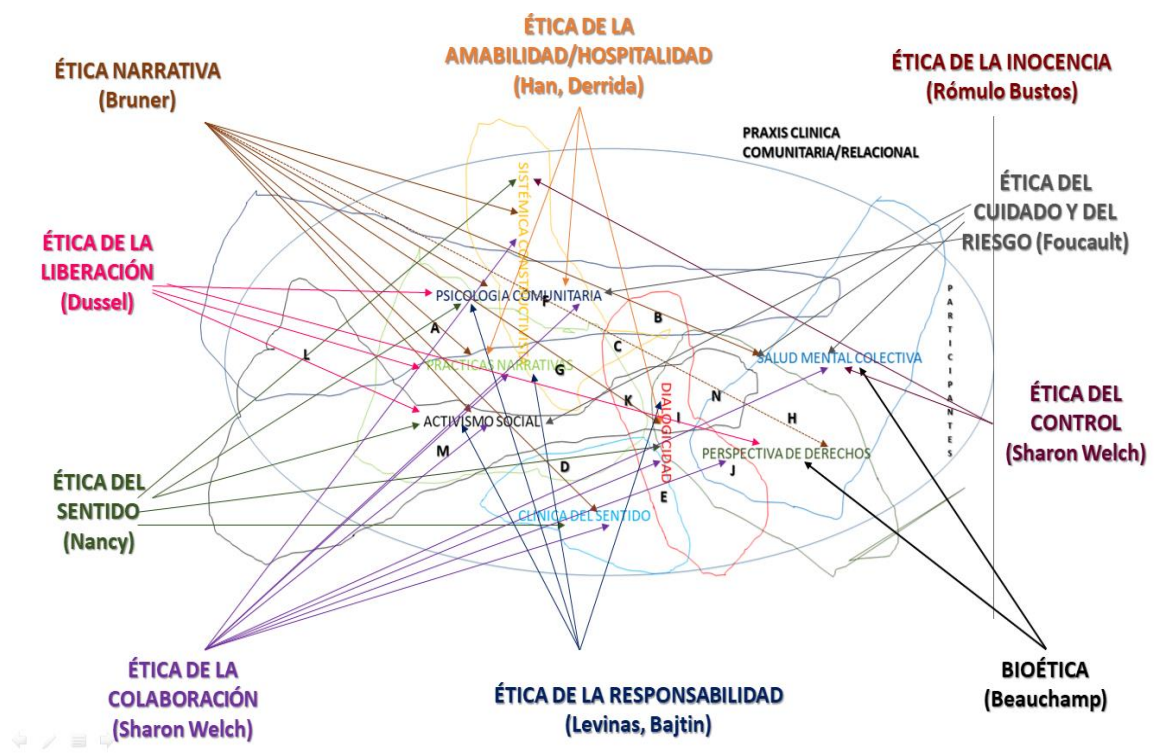 ÉTICA DE LA
AMABILIDAD/HOSPITALIDAD
(Han, Derrida)
ÉTICA NARRATIVA
(Bruner)
ÉTICA DE LA INOCENCIA
(Rómulo Bustos)
PRAXIS CLINICA
COMUNITARIA/RELACIONAL
ÉTICA DEL
CUIDADO Y DEL
RIESGO (Foucault)
ÉTICA DE LA
LIBERACIÓN
(Dussel)
SISTÉMICA CONSTRUCTIVISTA
PSICOLOGIA COMUNITARIA
F
A
B
C
L
PRÁCTICAS NARRATIVAS
G
SALUD MENTAL COLECTIVA
PARTICIPANTES
DIALOGICIDAD
K
I
N
H
ACTIVISMO SOCIAL
M
PERSPECTIVA DE DERECHOS
D
J
E
CLÍNICA DEL SENTIDO
ÉTICA DEL
CONTROL
(Sharon Welch)
ÉTICA DEL
SENTIDO
(Nancy)
ÉTICA DE LA
COLABORACIÓN
(Sharon Welch)
ÉTICA DE LA RESPONSABILIDAD
(Levinas, Bajtin)
BIOÉTICA
(Beauchamp)